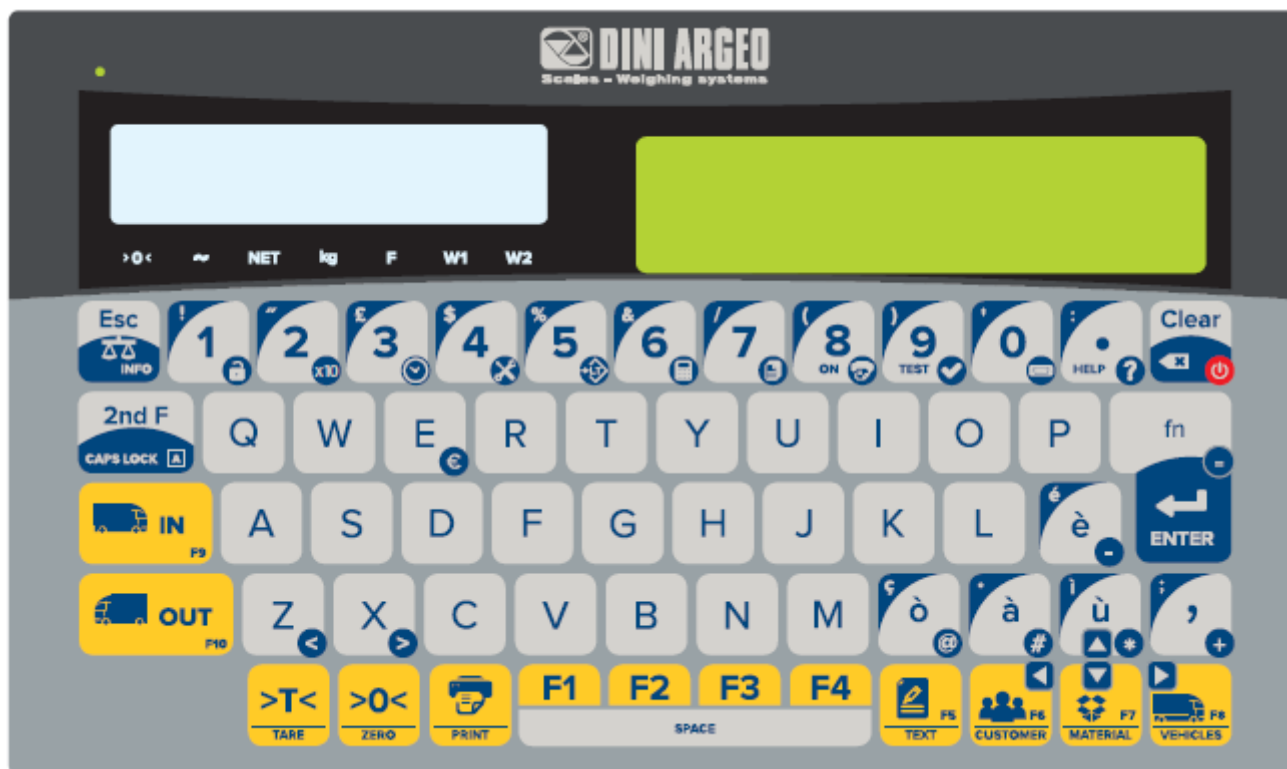 DINI ARGEO
Scales - Weighing systems
>0< ~ NET kg F W1 W2
Esc INFO ! 1 " 2 x10 £ 3 $ 4 % 5 & 6 / 7 ( 8 ON ) 9 TEST ' 0 : . HELP ? Clear
2nd F CAPS LOCK A Q W E € R T Y U I O P fn =
IN F9 A S D F G H J K L é è - ENTER
OUT F10 Z < X > C V B N M ç ò @ à # ì ù * ; , +
>T< TARE >0< ZERO PRINT F1 F2 F3 F4 SPACE TEXT F5 CUSTOMER F6 MATERIAL F7 VEHICLES F8